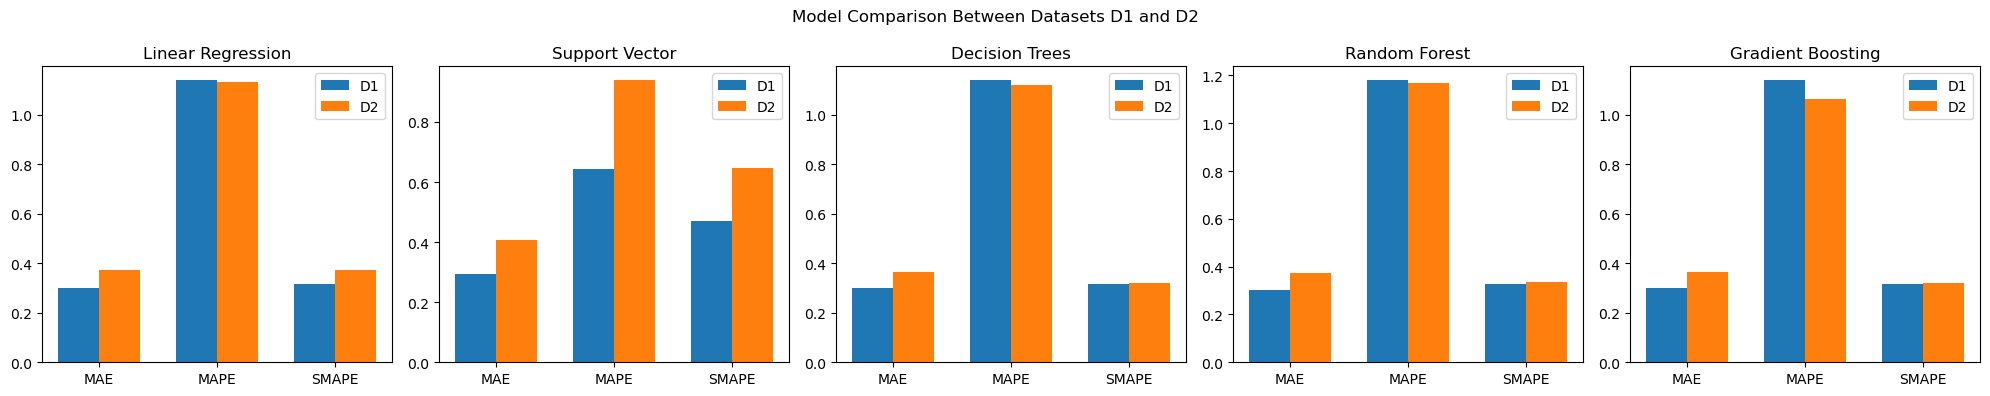 Model Comparison Between Datasets D1 and D2
Linear Regression
1.0
0.8
0.6
0.4
0.2
0.0
MAE MAPE SMAPE
D1
D2
Support Vector
0.8
0.6
0.4
0.2
0.0
MAE MAPE SMAPE
D1
D2
Decision Trees
1.0
0.8
0.6
0.4
0.2
0.0
MAE MAPE SMAPE
D1
D2
Random Forest
1.2
1.0
0.8
0.6
0.4
0.2
0.0
MAE MAPE SMAPE
D1
D2
Gradient Boosting
1.0
0.8
0.6
0.4
0.2
0.0
MAE MAPE SMAPE
D1
D2